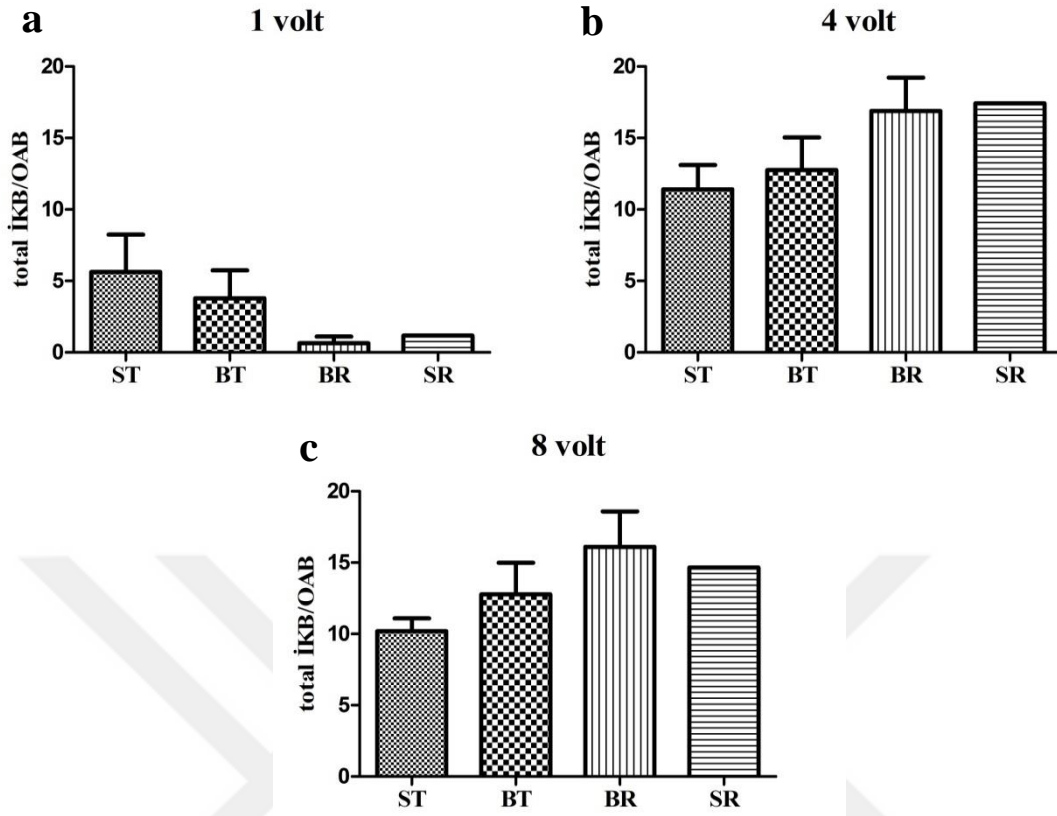 a
1 volt
total İKB/OAB
20
15
10
5
0
ST BT BR SR
b
4 volt
total İKB/OAB
20
15
10
5
0
ST BT BR SR
c
8 volt
total İKB/OAB
20
15
10
5
0
ST BT BR SR